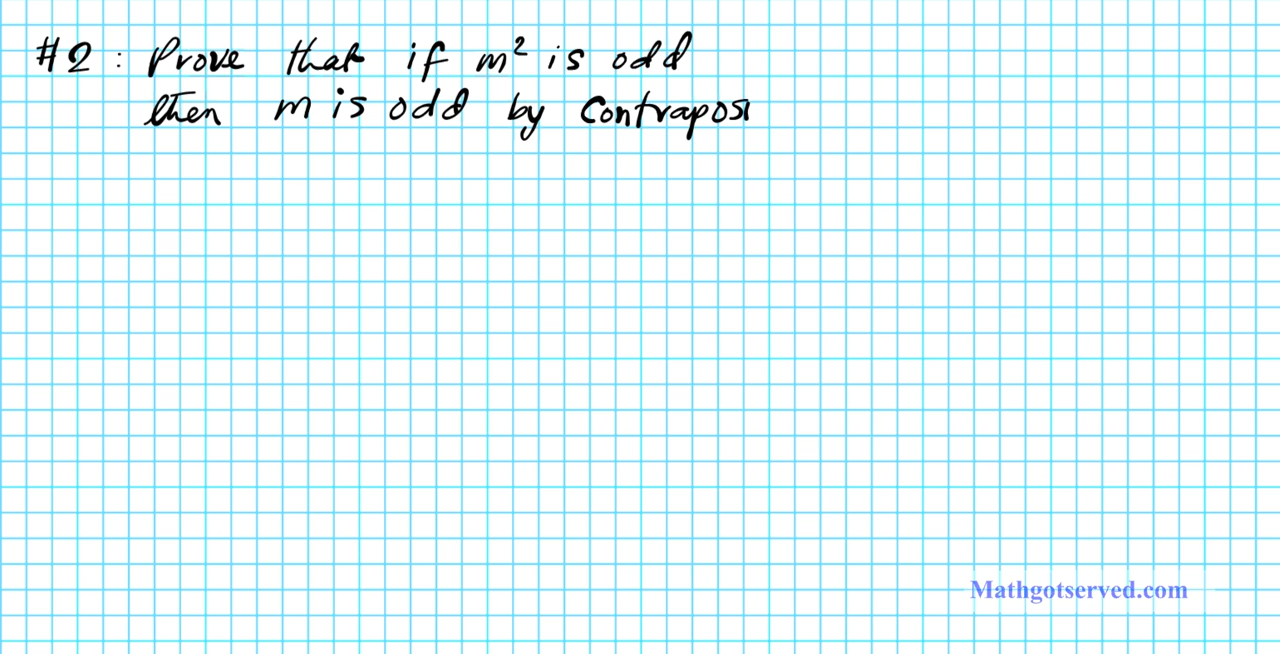 #2 : Prove that if m² is odd
then m is odd by Contraposi
Mathgotserved.com